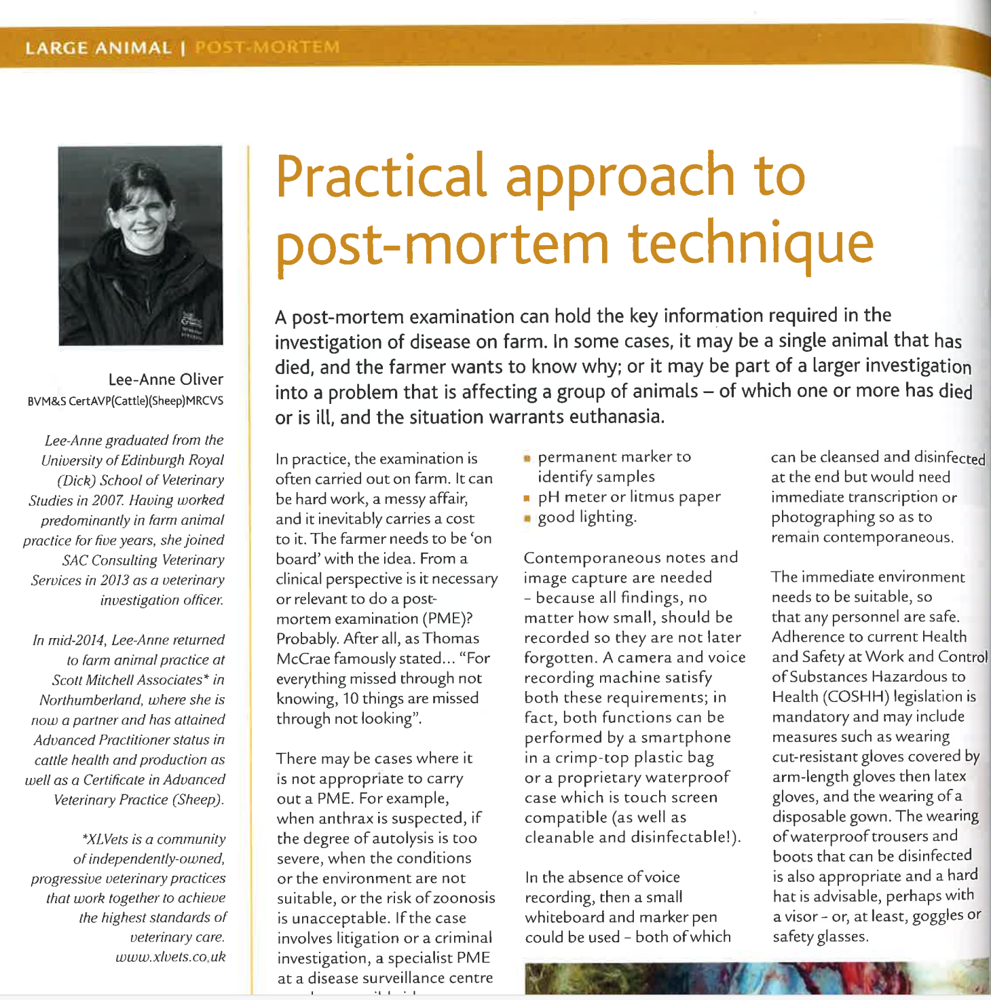 LARGE ANIMAL | POST-MORTEM
Lee-Anne Oliver
BVM&S CertAVP(Cattle)(Sheep)MRCVS
Lee-Anne graduated from the
University of Edinburgh Royal
(Dick) School of Veterinary
Studies in 2007. Having worked
predominantly in farm animal
practice for five years, she joined
SAC Consulting Veterinary
Services in 2013 as a veterinary
investigation officer.
In mid-2014, Lee-Anne returned
to farm animal practice at
Scott Mitchell Associates* in
Northumberland, where she is
now a partner and has attained
Advanced Practitioner status in
cattle health and production as
well as a Certificate in Advanced
Veterinary Practice (Sheep).
*XLVets is a community
of independently-owned,
progressive veterinary practices
that work together to achieve
the highest standards of
veterinary care.
www.xlvets.co.uk
Practical approach to
post-mortem technique
A post-mortem examination can hold the key information required in the
investigation of disease on farm. In some cases, it may be a single animal that has
died, and the farmer wants to know why; or it may be part of a larger investigation
into a problem that is affecting a group of animals – of which one or more has died
or is ill, and the situation warrants euthanasia.
In practice, the examination is
often carried out on farm. It can
be hard work, a messy affair,
and it inevitably carries a cost
to it. The farmer needs to be ‘on
board’ with the idea. From a
clinical perspective is it necessary
or relevant to do a post-
mortem examination (PME)?
Probably. After all, as Thomas
McCrae famously stated... “For
everything missed through not
knowing, 10 things are missed
through not looking”.
There may be cases where it
is not appropriate to carry
out a PME. For example,
when anthrax is suspected, if
the degree of autolysis is too
severe, when the conditions
or the environment are not
suitable, or the risk of zoonosis
is unacceptable. If the case
involves litigation or a criminal
investigation, a specialist PME
at a disease surveillance centre
▪ permanent marker to
identify samples
▪ pH meter or litmus paper
▪ good lighting.
Contemporaneous notes and
image capture are needed
– because all findings, no
matter how small, should be
recorded so they are not later
forgotten. A camera and voice
recording machine satisfy
both these requirements; in
fact, both functions can be
performed by a smartphone
in a crimp-top plastic bag
or a proprietary waterproof
case which is touch screen
compatible (as well as
cleanable and disinfectable!).
In the absence of voice
recording, then a small
whiteboard and marker pen
could be used – both of which
can be cleansed and disinfected
at the end but would need
immediate transcription or
photographing so as to
remain contemporaneous.
The immediate environment
needs to be suitable, so
that any personnel are safe.
Adherence to current Health
and Safety at Work and Control
of Substances Hazardous to
Health (COSHH) legislation is
mandatory and may include
measures such as wearing
cut-resistant gloves covered by
arm-length gloves then latex
gloves, and the wearing of a
disposable gown. The wearing
of waterproof trousers and
boots that can be disinfected
is also appropriate and a hard
hat is advisable, perhaps with
a visor – or, at least, goggles or
safety glasses.